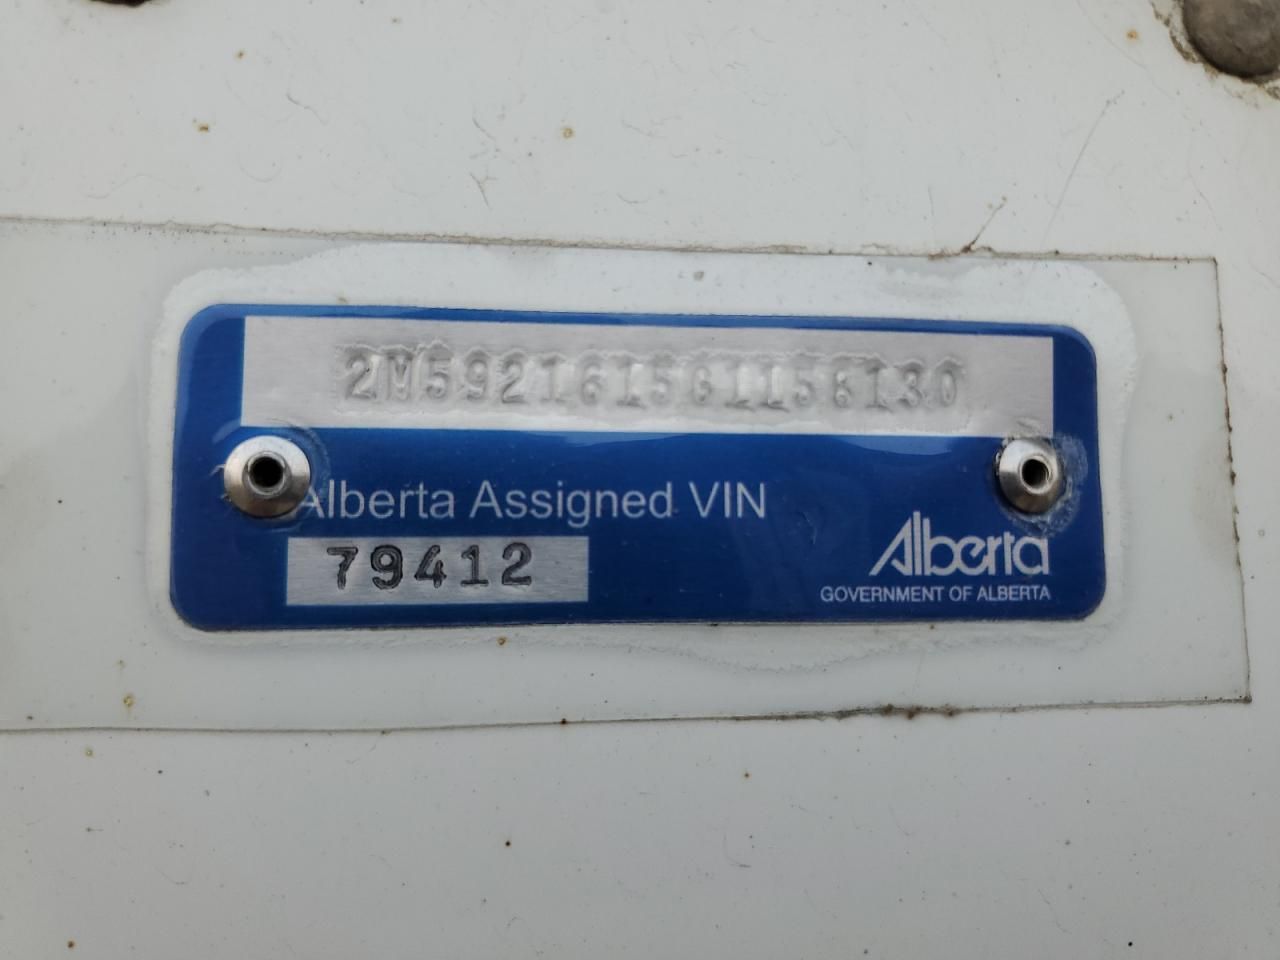 2M5921615G1158130
Alberta Assigned VIN
79412
Alberta
GOVERNMENT OF ALBERTA